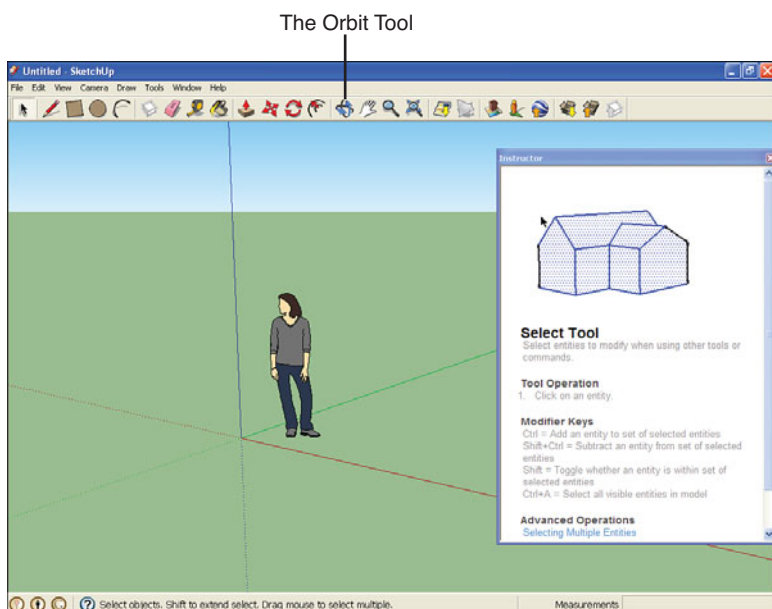 The Orbit Tool
Untitled - SketchUp
File Edit View Camera Draw Tools Window Help
Instructor
Select Tool
Select entities to modify when using other tools or
commands.
Tool Operation
1. Click on an entity.
Modifier Keys
Ctrl = Add an entity to set of selected entities
Shift+Ctrl = Subtract an entity from set of selected
entities
Shift = Toggle whether an entity is within set of
selected entities
Ctrl+A = Select all visible entities in model
Advanced Operations
Selecting Multiple Entities
Select objects. Shift to extend select. Drag mouse to select multiple.
Measurements